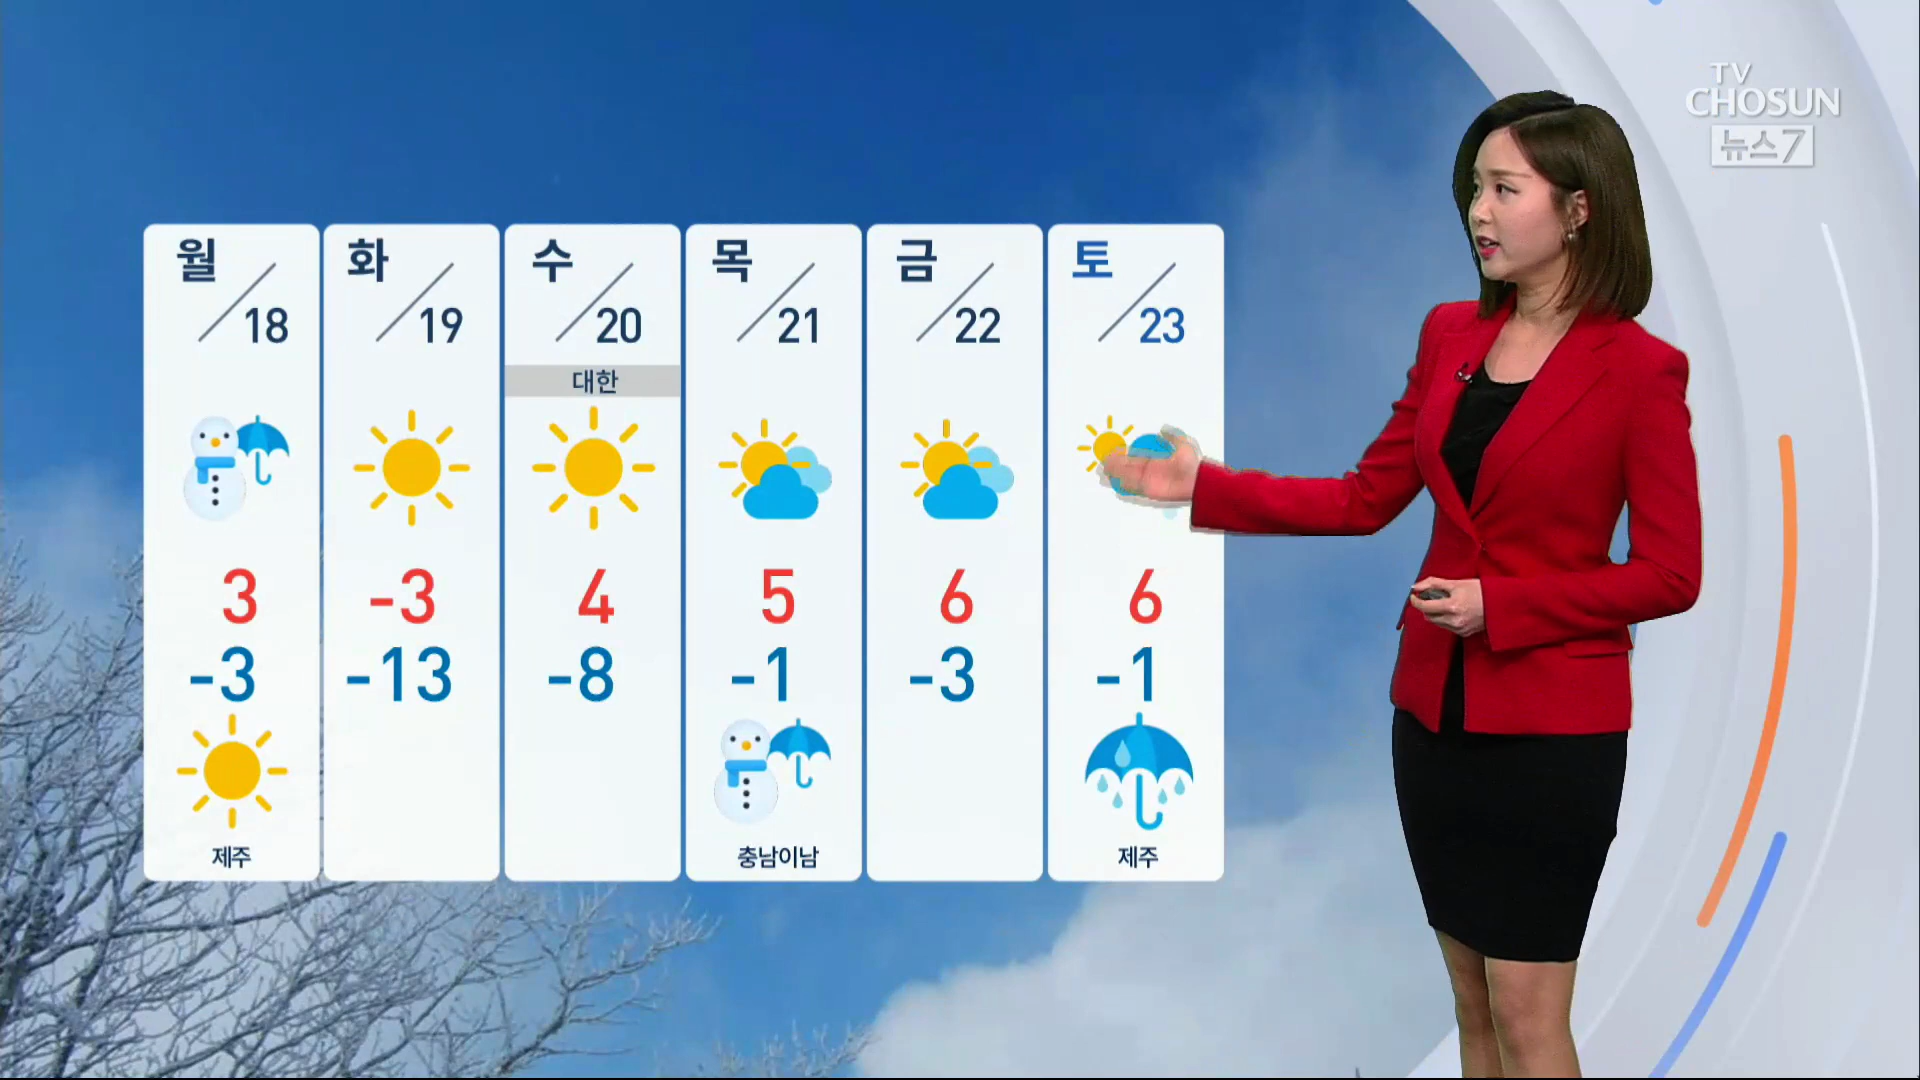 TV
CHOSUN
뉴스7
월 화 수 목 금 토
18 19 20 21 22 23
대한
3 -3 4 5 6 6
-3 -13 -8 -1 -3 -1
제주 충남이남 제주